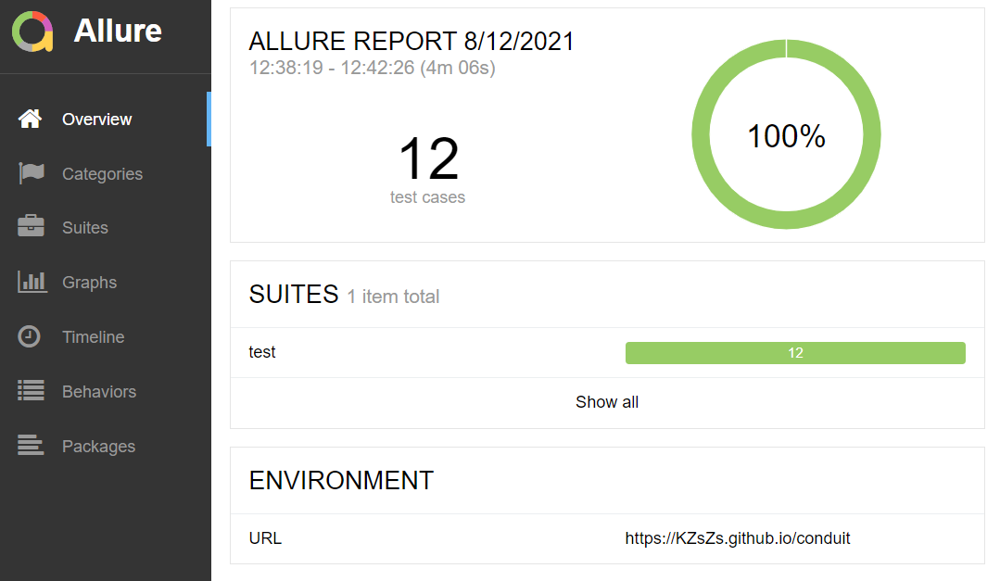 Allure
Overview
Categories
Suites
Graphs
Timeline
Behaviors
Packages
ALLURE REPORT 8/12/2021
12:38:19 - 12:42:26 (4m 06s)
12
test cases
100%
SUITES 1 item total
test 12
Show all
ENVIRONMENT
URL https://KZsZs.github.io/conduit